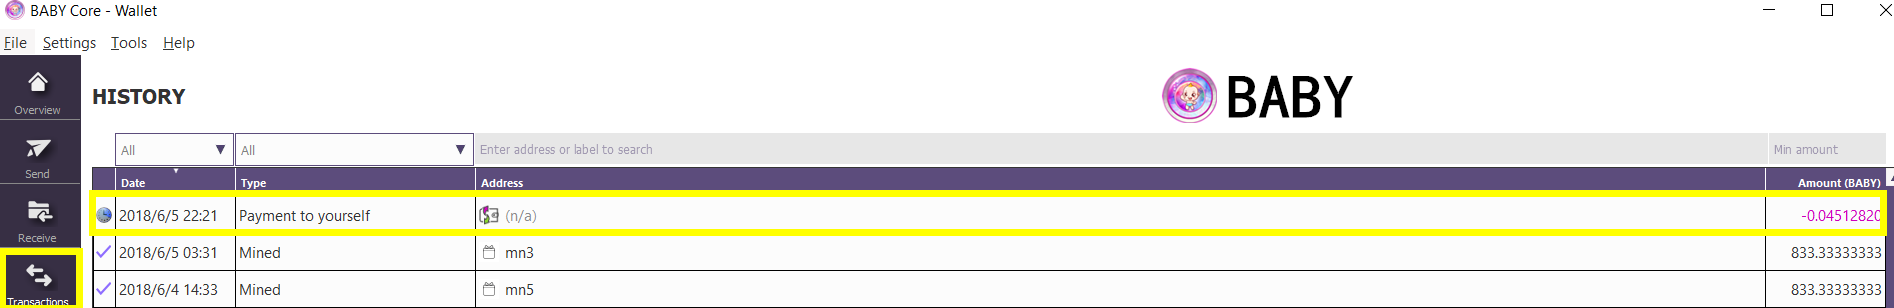 BABY Core - Wallet
File Settings Tools Help
Overview
Send
Receive
Transactions
HISTORY
BABY
All All Enter address or label to search Min amount
Date Type Address Amount (BABY)
2018/6/5 22:21 Payment to yourself (n/a) -0.04512820
2018/6/5 03:31 Mined mn3 833.33333333
2018/6/4 14:33 Mined mn5 833.33333333